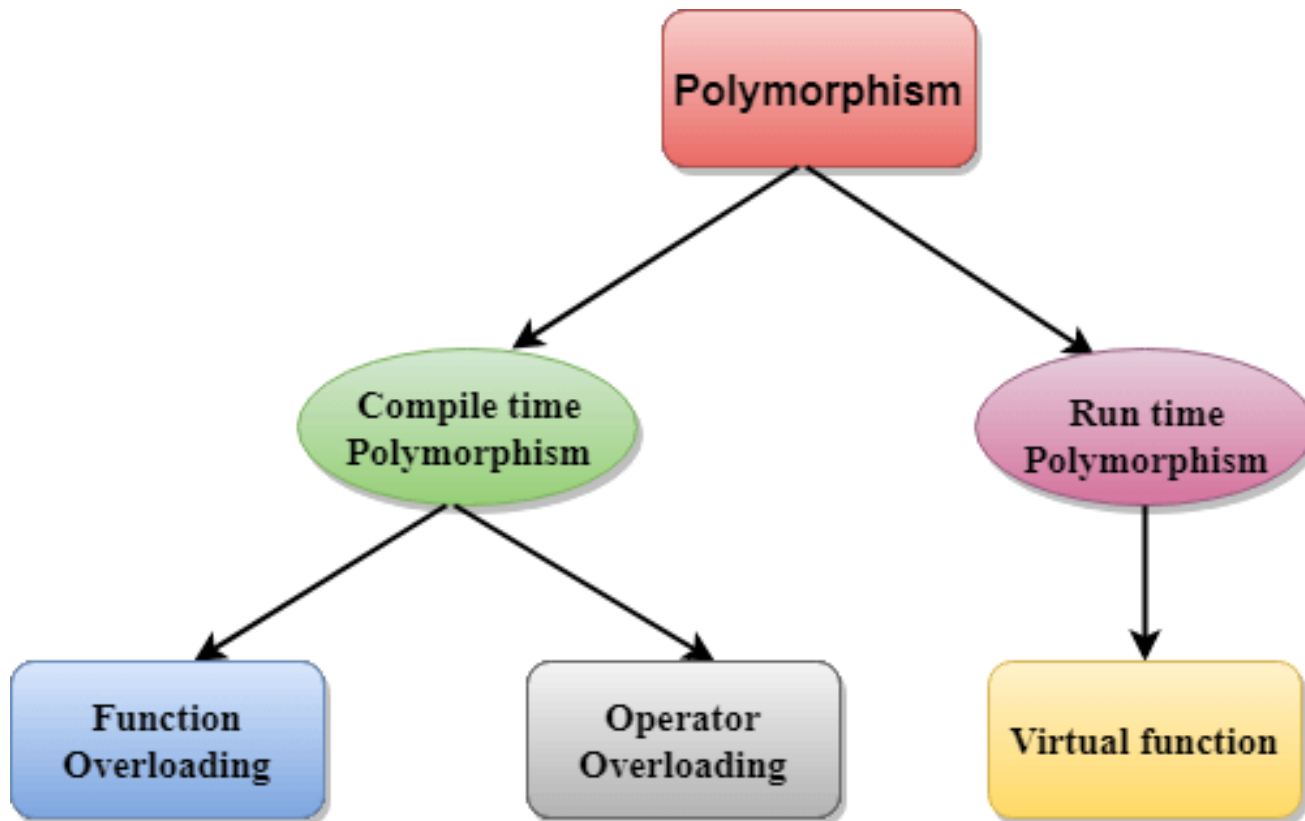 Polymorphism
Compile time
Polymorphism
Run time
Polymorphism
Function
Overloading
Operator
Overloading
Virtual function